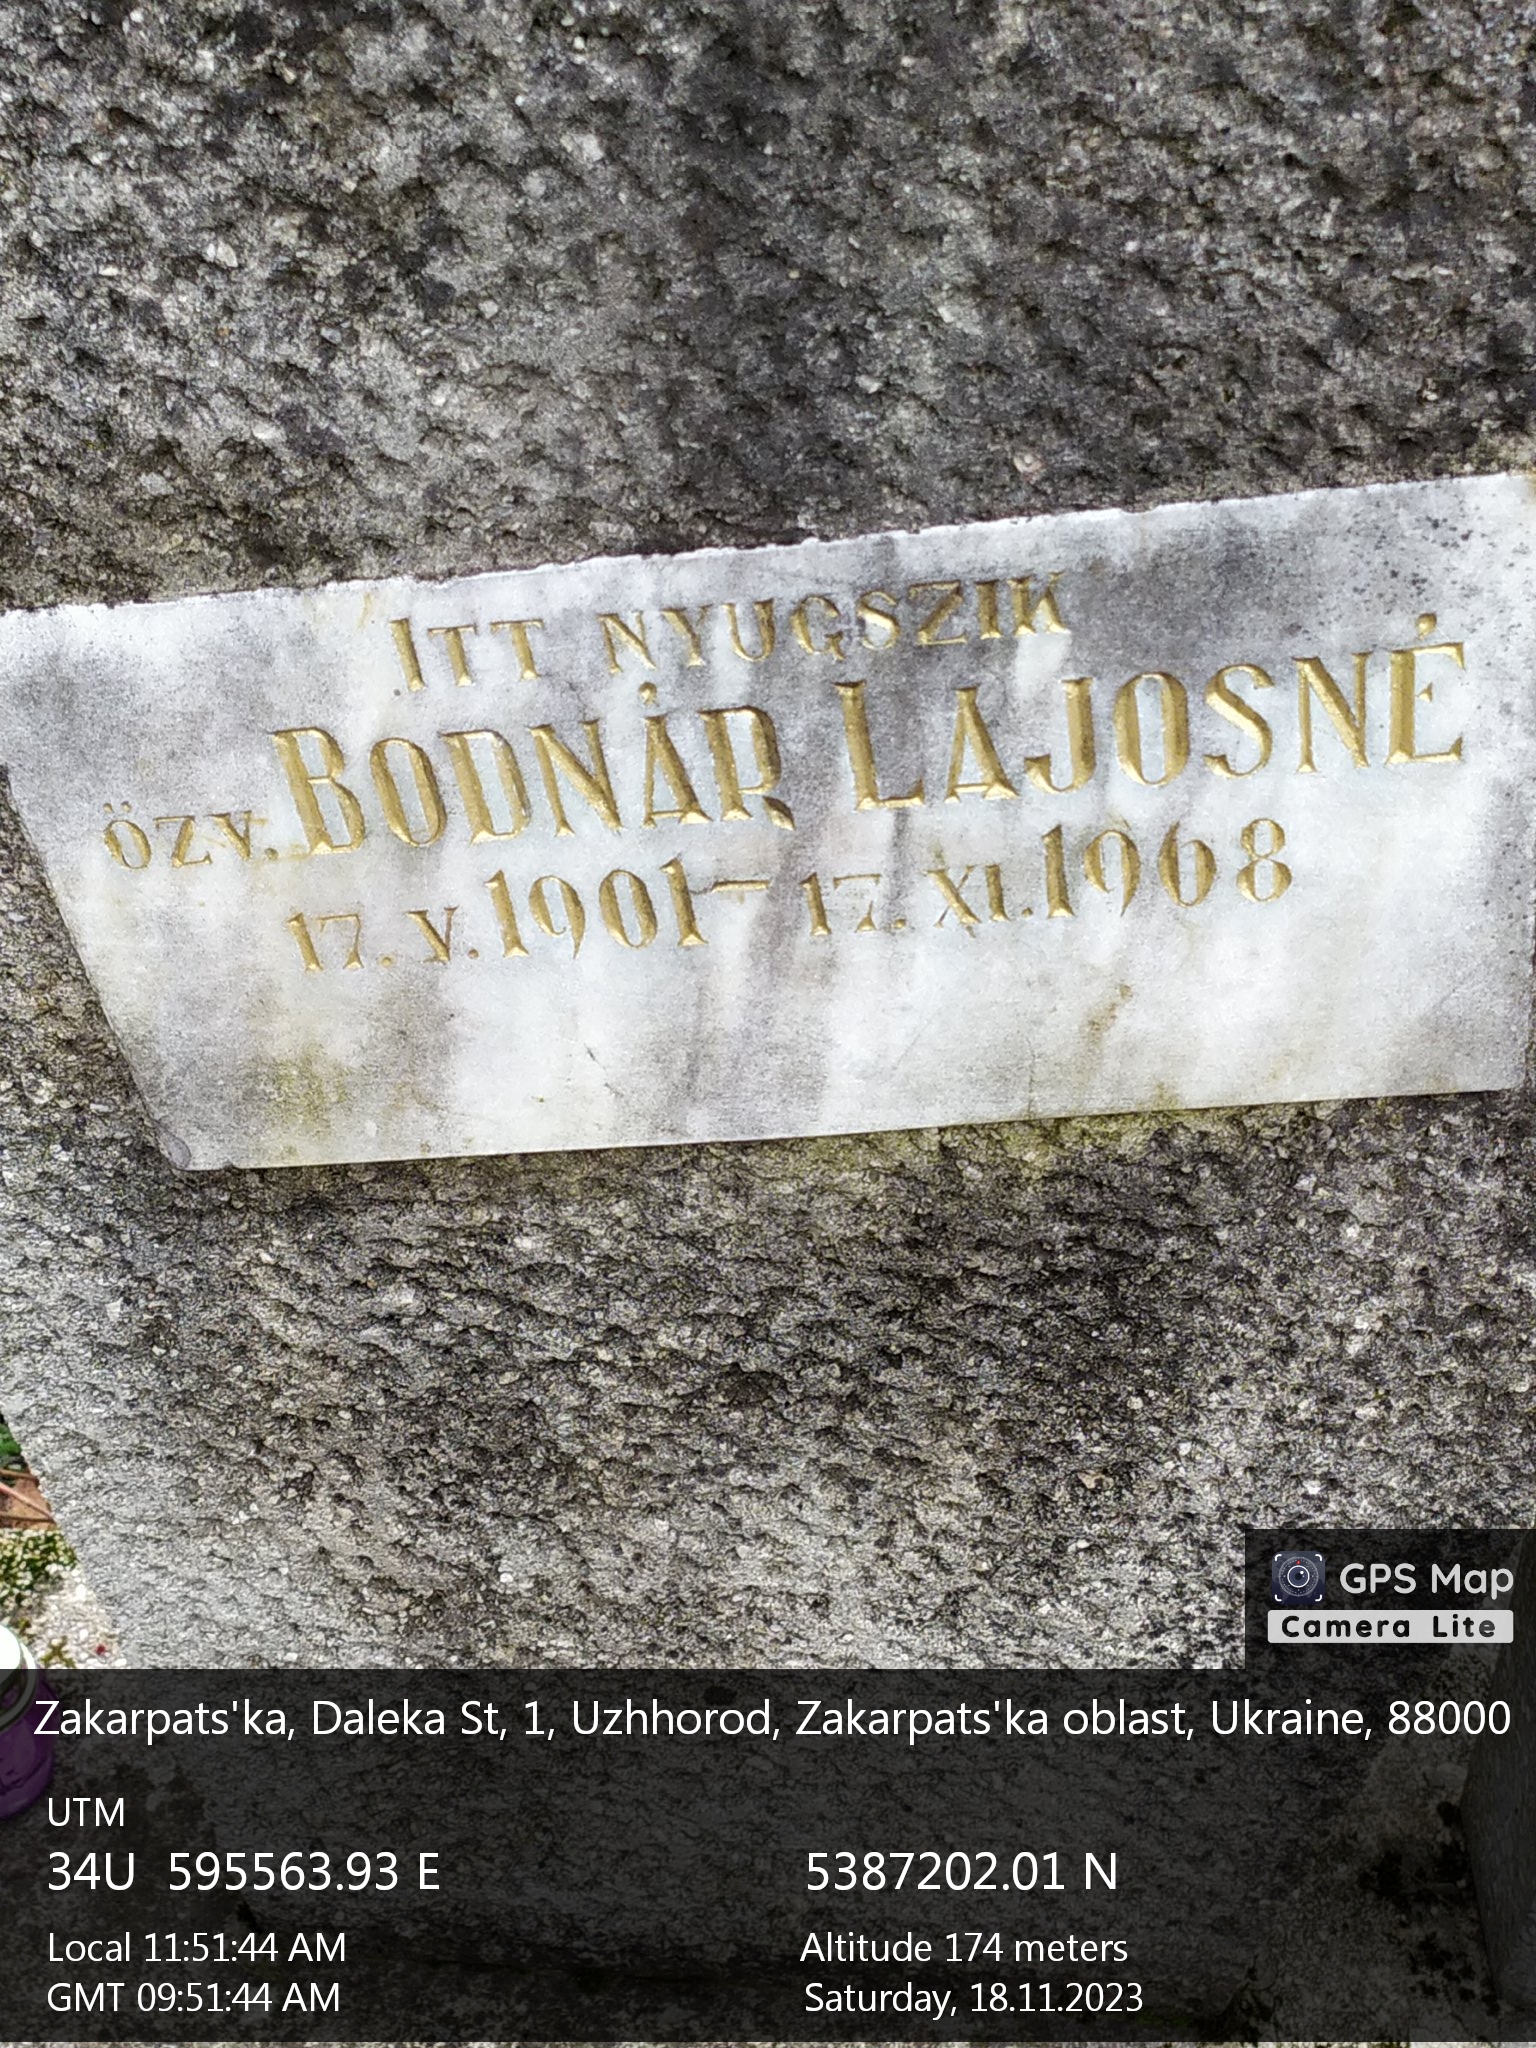 ITT NYUGSZIK
ÖZV. BODNÁR LAJOSNÉ
17. V. 1901 – 17. XI. 1968
GPS Map
Camera Lite
Zakarpats'ka, Daleka St, 1, Uzhhorod, Zakarpats'ka oblast, Ukraine, 88000
UTM
34U 595563.93 E 5387202.01 N
Local 11:51:44 AM Altitude 174 meters
GMT 09:51:44 AM Saturday, 18.11.2023